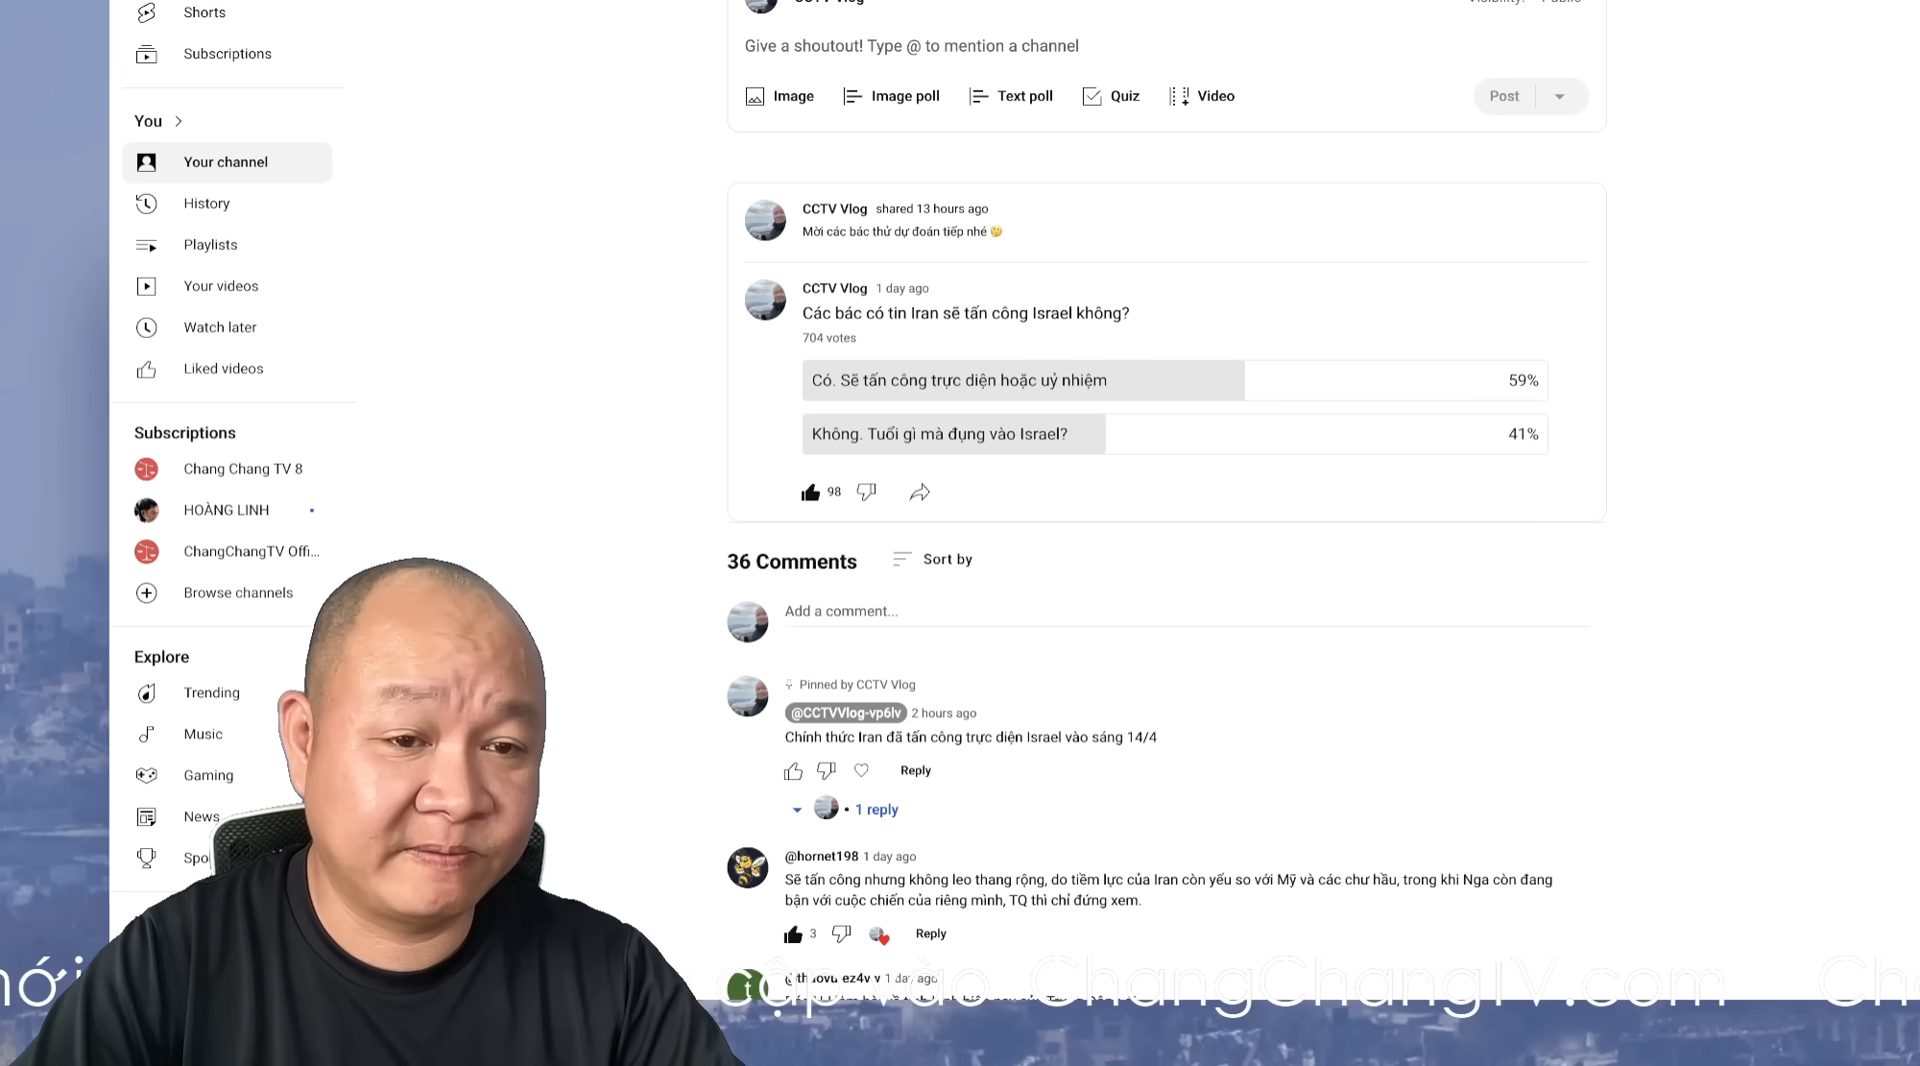 Shorts
Subscriptions
You
Your channel
History
Playlists
Your videos
Watch later
Liked videos
Subscriptions
Chang Chang TV 8
HOÀNG LINH
ChangChangTV Offi...
Browse channels
Explore
Trending
Music
Gaming
News
Spo
CCTV Vlog
Visibility: Public
Give a shoutout! Type @ to mention a channel
Image
Image poll
Text poll
Quiz
Video
Post
CCTV Vlog shared 13 hours ago
Mời các bác thử dự đoán tiếp nhé 🤔
CCTV Vlog 1 day ago
Các bác có tin Iran sẽ tấn công Israel không?
704 votes
Có. Sẽ tấn công trực diện hoặc uỷ nhiệm 59%
Không. Tuổi gì mà đụng vào Israel? 41%
98
36 Comments Sort by
Add a comment...
Pinned by CCTV Vlog
@CCTVVlog-vp6lv 2 hours ago
Chính thức Iran đã tấn công trực diện Israel vào sáng 14/4
Reply
• 1 reply
@hornet198 1 day ago
Sẽ tấn công nhưng không leo thang rộng, do tiềm lực của Iran còn yếu so với Mỹ và các chư hầu, trong khi Nga còn đang
bận với cuộc chiến của riêng mình, TQ thì chỉ đứng xem.
3 Reply
1 day ago
ChangChangTV.com